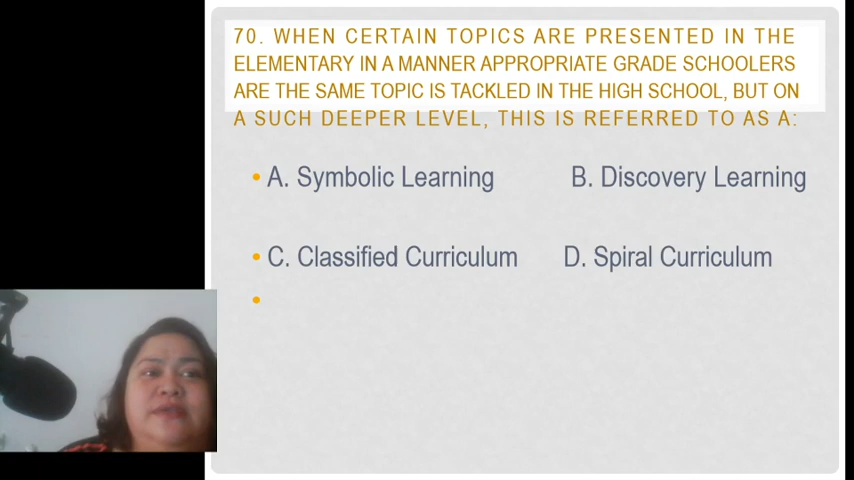 70. WHEN CERTAIN TOPICS ARE PRESENTED IN THE
ELEMENTARY IN A MANNER APPROPRIATE GRADE SCHOOLERS
ARE THE SAME TOPIC IS TACKLED IN THE HIGH SCHOOL, BUT ON
A SUCH DEEPER LEVEL, THIS IS REFERRED TO AS A:
• A. Symbolic Learning B. Discovery Learning
• C. Classified Curriculum D. Spiral Curriculum
•